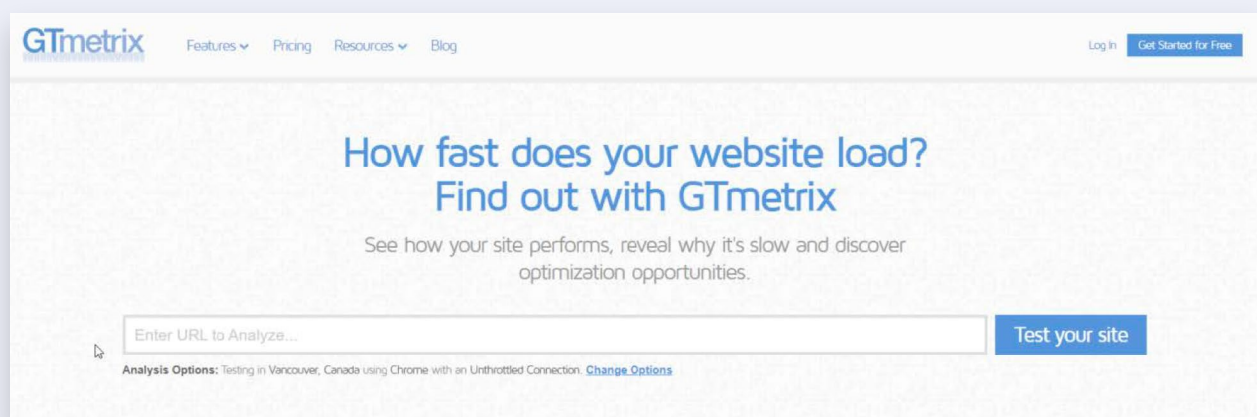 GTmetrix Features Pricing Resources Blog Log In Get Started for Free
How fast does your website load?
Find out with GTmetrix
See how your site performs, reveal why it's slow and discover
optimization opportunities.
Enter URL to Analyze... Test your site
Analysis Options: Testing in Vancouver, Canada using Chrome with an Unthrottled Connection. Change Options